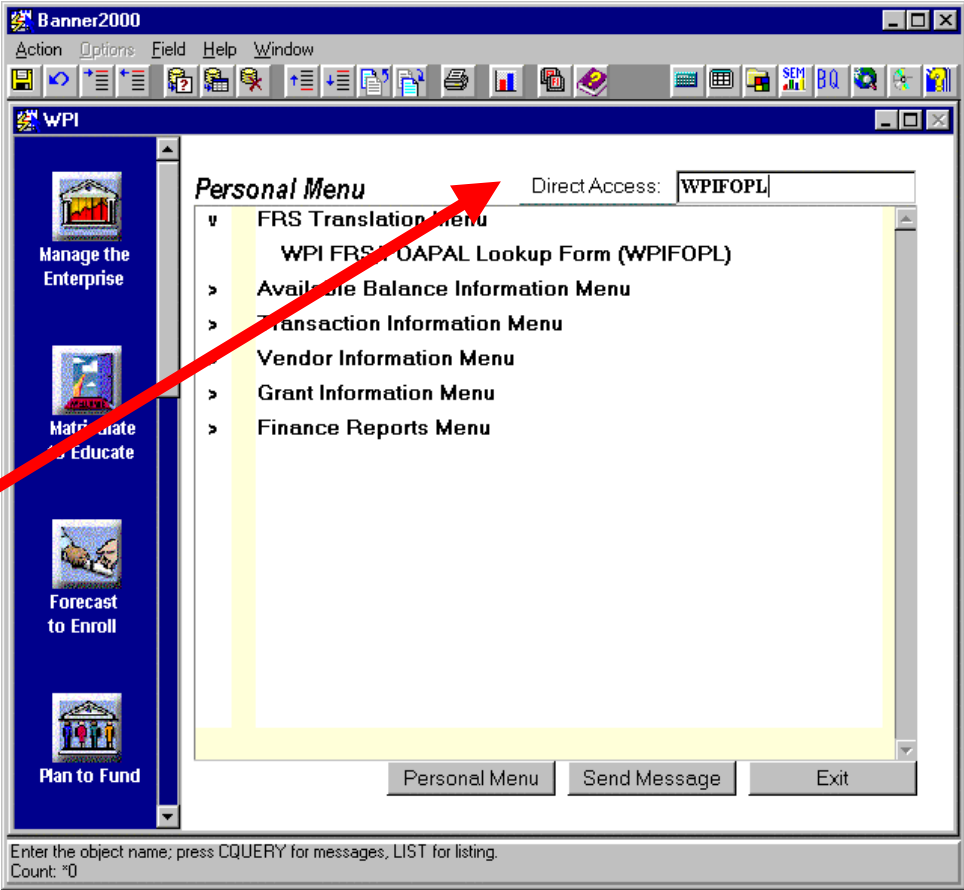 Banner2000
Action Options Field Help Window
SEM BQ
WPI
Personal Menu Direct Access: WPIFOPL
v FRS Translation Menu
WPI FRS/FOAPAL Lookup Form (WPIFOPL)
> Available Balance Information Menu
> Transaction Information Menu
Vendor Information Menu
> Grant Information Menu
> Finance Reports Menu
Manage the
Enterprise
Matriculate
to Educate
Forecast
to Enroll
Plan to Fund
Personal Menu Send Message Exit
Enter the object name; press CQUERY for messages, LIST for listing.
Count: *0